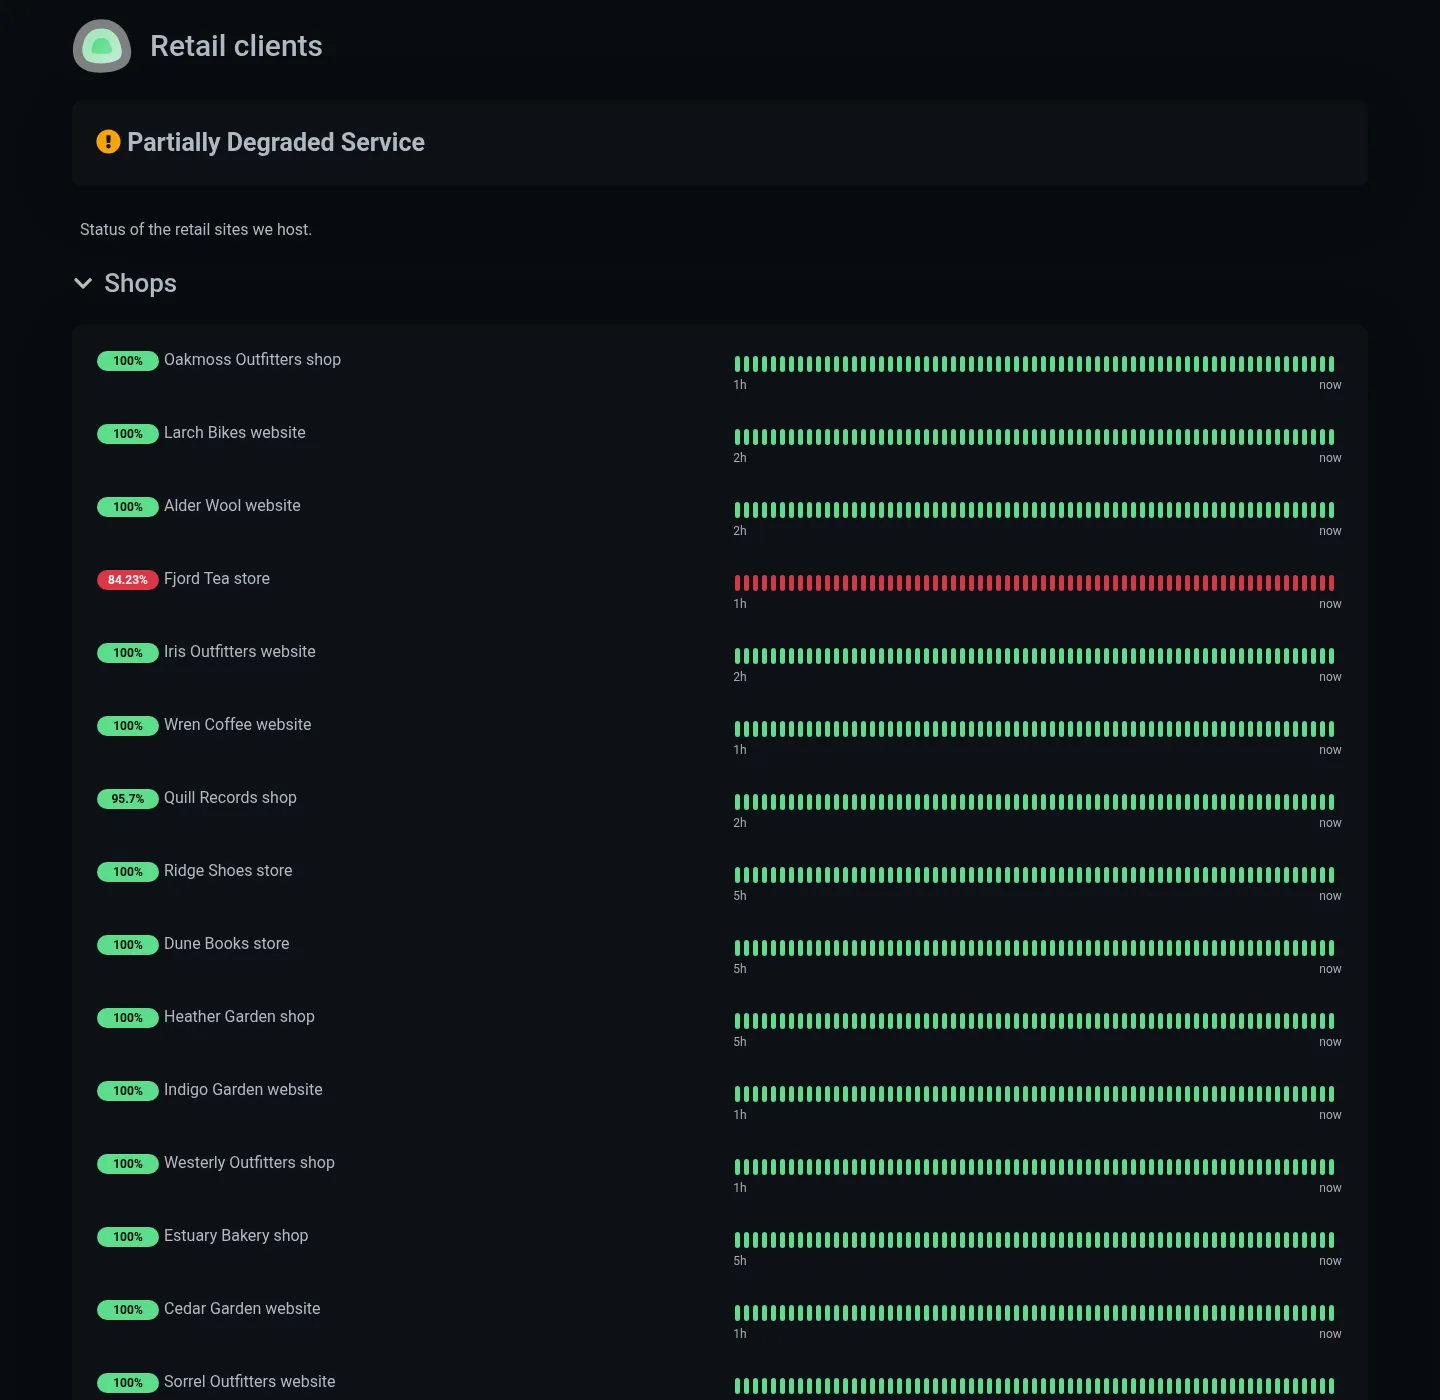 Retail clients
Partially Degraded Service
Status of the retail sites we host.
Shops
100% Oakmoss Outfitters shop
1h now
100% Larch Bikes website
2h now
100% Alder Wool website
2h now
84.23% Fjord Tea store
1h now
100% Iris Outfitters website
2h now
100% Wren Coffee website
1h now
95.7% Quill Records shop
2h now
100% Ridge Shoes store
5h now
100% Dune Books store
5h now
100% Heather Garden shop
5h now
100% Indigo Garden website
1h now
100% Westerly Outfitters shop
1h now
100% Estuary Bakery shop
5h now
100% Cedar Garden website
1h now
100% Sorrel Outfitters website